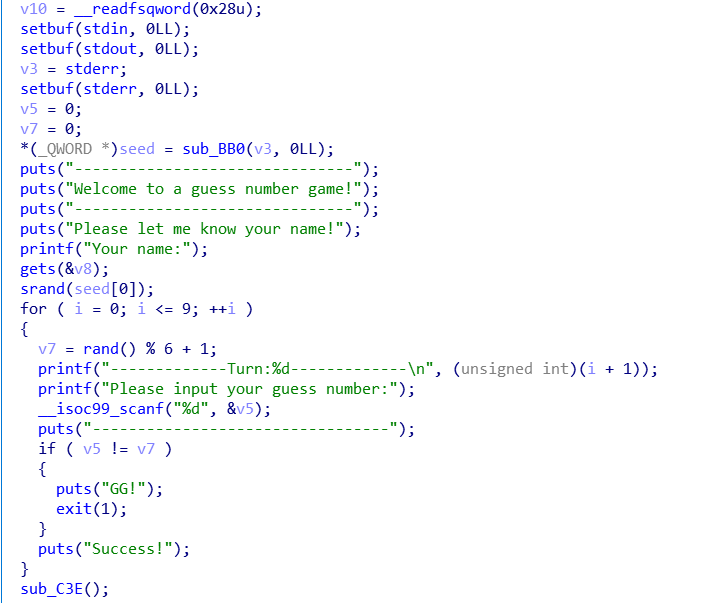 v10 = __readfsqword(0x28u);
setbuf(stdin, 0LL);
setbuf(stdout, 0LL);
v3 = stderr;
setbuf(stderr, 0LL);
v5 = 0;
v7 = 0;
*(_QWORD *)seed = sub_BB0(v3, 0LL);
puts("-------------------------------");
puts("Welcome to a guess number game!");
puts("-------------------------------");
puts("Please let me know your name!");
printf("Your name:");
gets(&v8);
srand(seed[0]);
for ( i = 0; i <= 9; ++i )
{
v7 = rand() % 6 + 1;
printf("-------------Turn:%d-------------\n", (unsigned int)(i + 1));
printf("Please input your guess number:");
__isoc99_scanf("%d", &v5);
puts("---------------------------------");
if ( v5 != v7 )
{
puts("GG!");
exit(1);
}
puts("Success!");
}
sub_C3E();